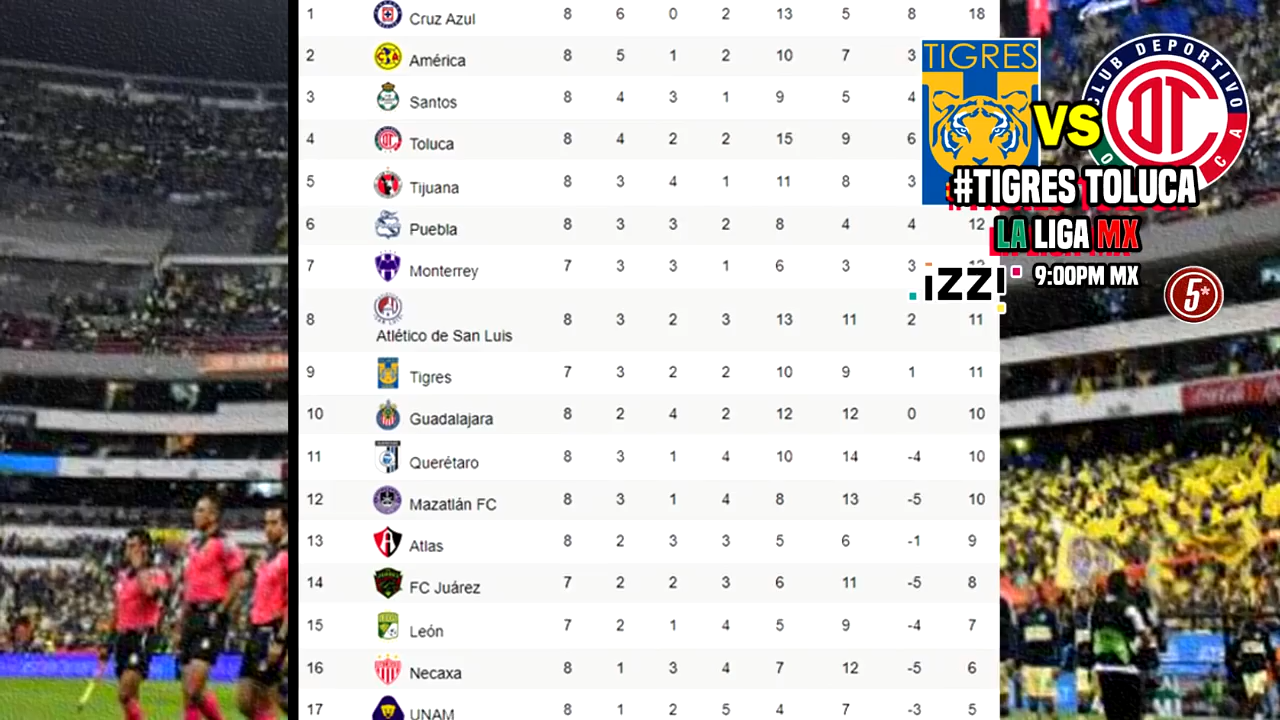 1 Cruz Azul 8 6 0 2 13 5 8 18
2 América 8 5 1 2 10 7 3
3 Santos 8 4 3 1 9 5 4
4 Toluca 8 4 2 2 15 9 6
5 Tijuana 8 3 4 1 11 8 3
6 Puebla 8 3 3 2 8 4 4 12
7 Monterrey 7 3 3 1 6 3 3
8 Atlético de San Luis 8 3 2 3 13 11 2 11
9 Tigres 7 3 2 2 10 9 1 11
10 Guadalajara 8 2 4 2 12 12 0 10
11 Querétaro 8 3 1 4 10 14 -4 10
12 Mazatlán FC 8 3 1 4 8 13 -5 10
13 Atlas 8 2 3 3 5 6 -1 9
14 FC Juárez 7 2 2 3 6 11 -5 8
15 León 7 2 1 4 5 9 -4 7
16 Necaxa 8 1 3 4 7 12 -5 6
17 UNAM 8 1 2 5 4 7 -3 5
TIGRES
VS
CLUB DEPORTIVO
#TIGRES TOLUCA
LA LIGA MX
izz!
9:00PM MX
5*